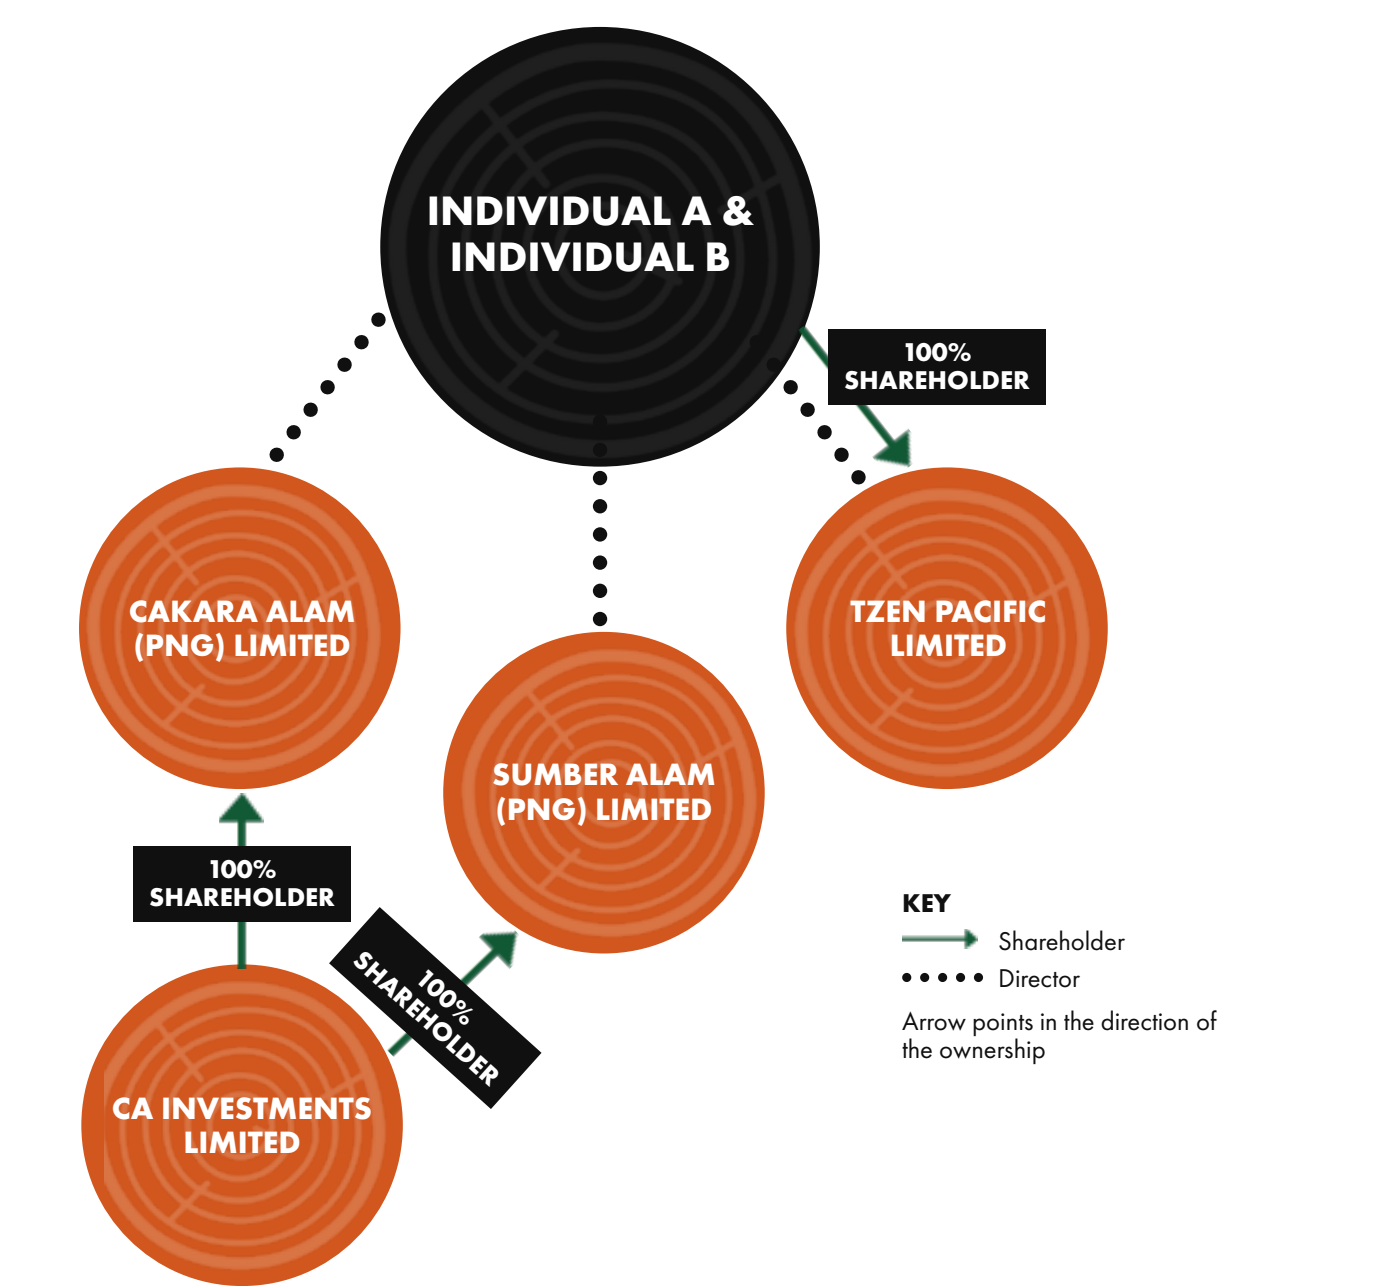 INDIVIDUAL A &
INDIVIDUAL B
100%
SHAREHOLDER
CAKARA ALAM
(PNG) LIMITED
TZEN PACIFIC
LIMITED
SUMBER ALAM
(PNG) LIMITED
100%
SHAREHOLDER
100%
SHAREHOLDER
CA INVESTMENTS
LIMITED
KEY
Shareholder
Director
Arrow points in the direction of
the ownership